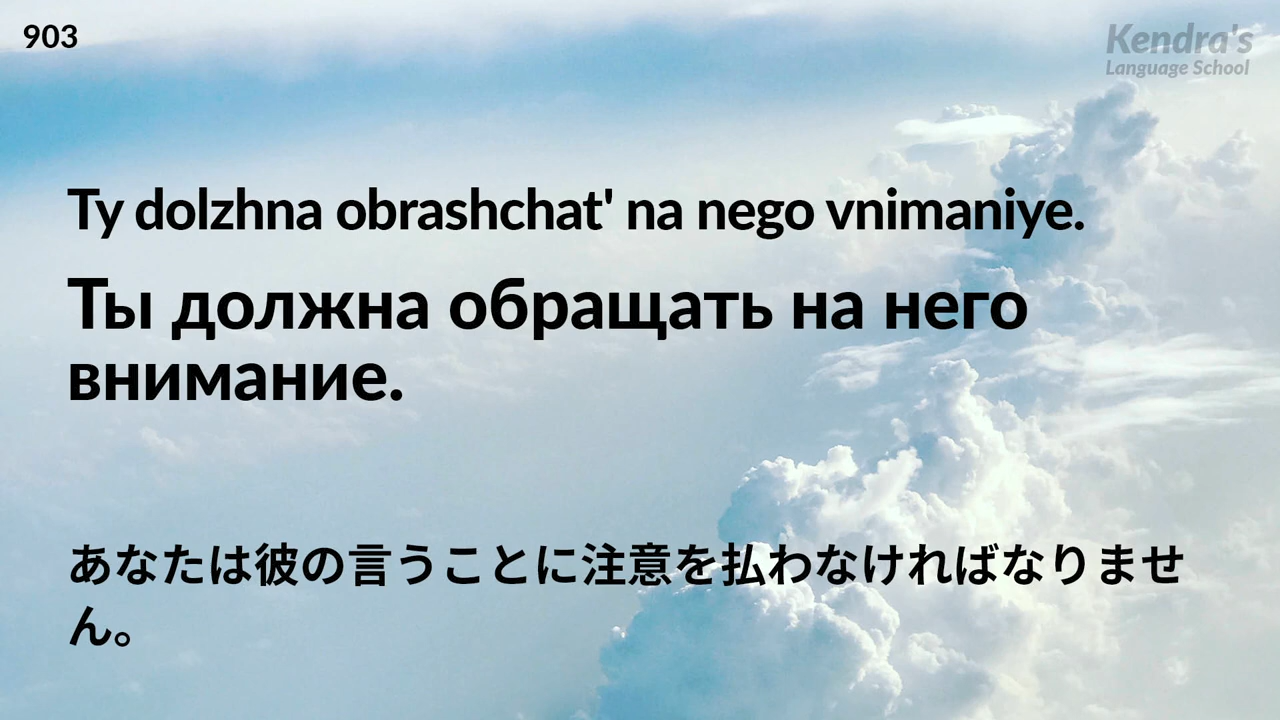 903
Kendra's
Language School
Ty dolzhna obrashchat' na nego vnimaniye.
Ты должна обращать на него
внимание.
あなたは彼の言うことに注意を払わなければなりませ
ん。